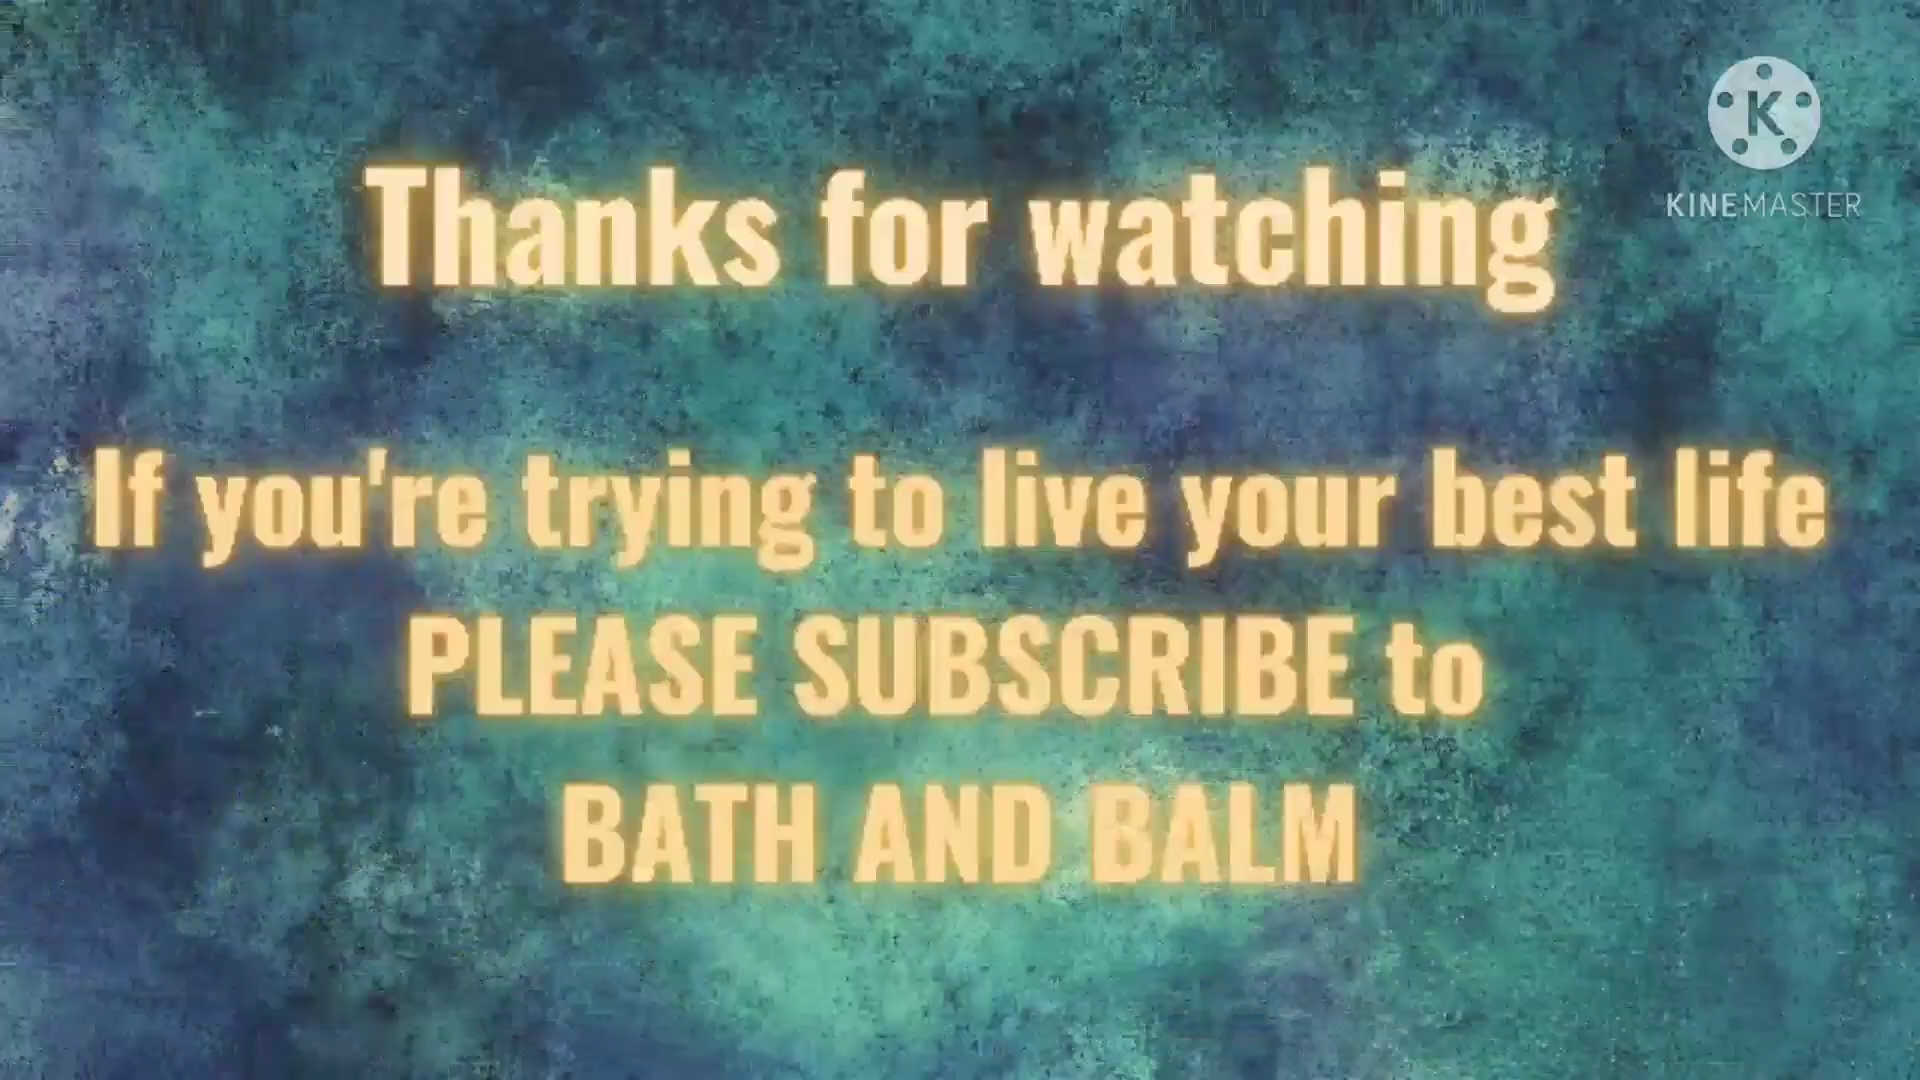 K
KINEMASTER
Thanks for watching
If you're trying to live your best life
PLEASE SUBSCRIBE to
BATH AND BALM